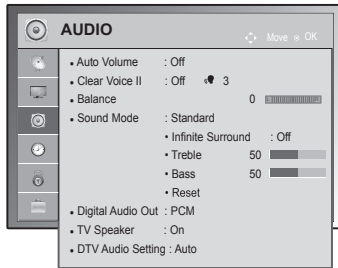 AUDIO
Move OK
• Auto Volume : Off
• Clear Voice II : Off 3
• Balance 0
• Sound Mode : Standard
• Infinite Surround : Off
• Treble 50
• Bass 50
• Reset
• Digital Audio Out : PCM
• TV Speaker : On
• DTV Audio Setting : Auto